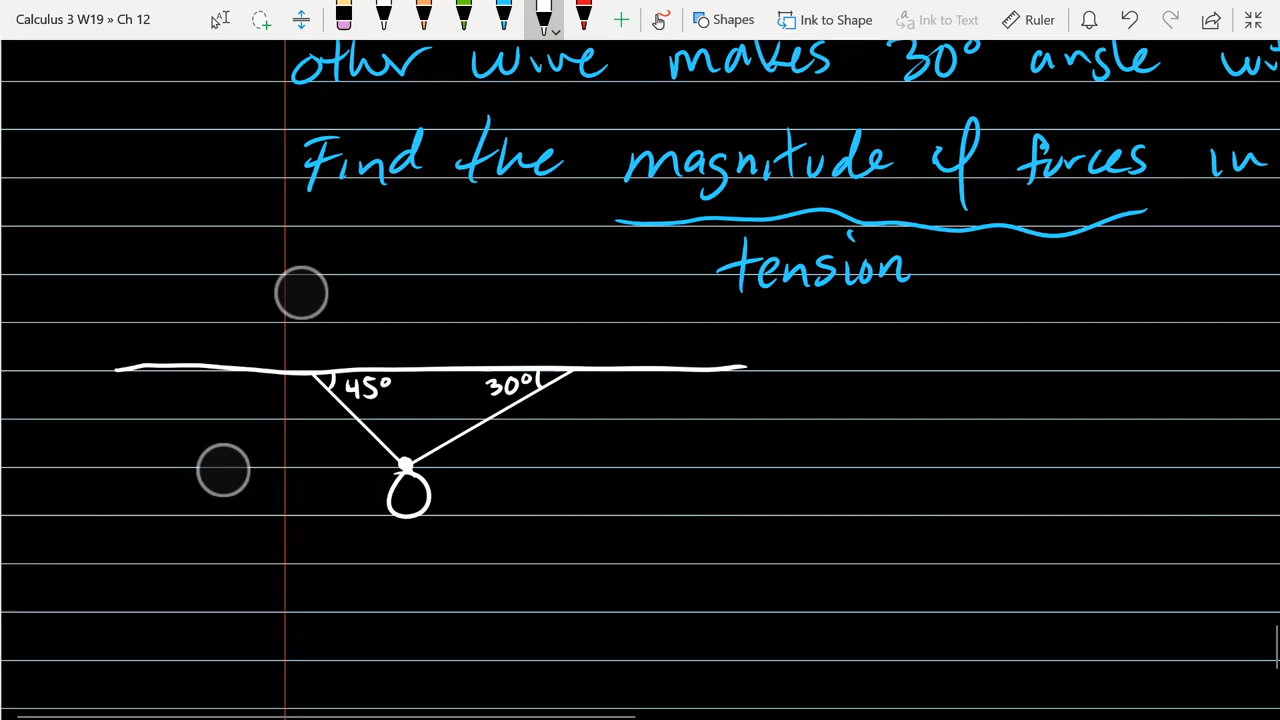 Calculus 3 W19 » Ch 12
Shapes
Ink to Shape
Ink to Text
Ruler
other wire makes 30° angle wi
Find the magnitude of forces in
tension
45° 30°